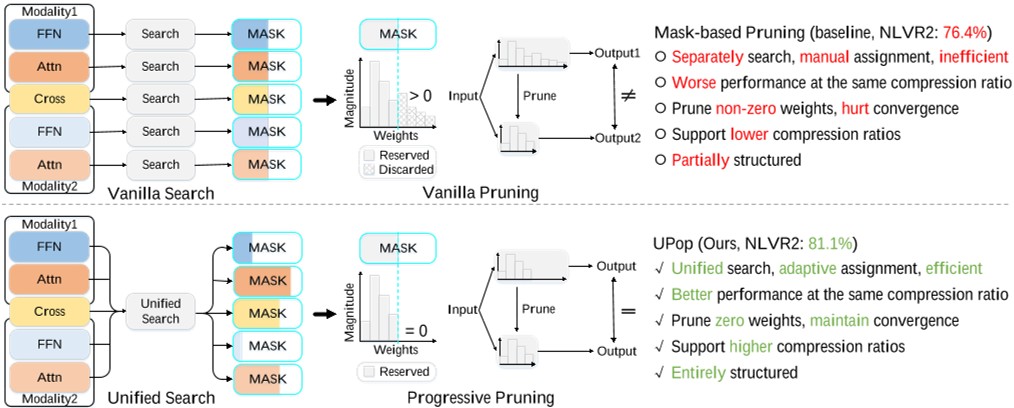 Modality1
FFN
Attn
Cross
FFN
Attn
Modality2
Search
Search
Search
Search
Search
MASK
MASK
MASK
MASK
MASK
Vanilla Search
MASK
Magnitude
> 0
Weights
Reserved
Discarded
Input
Prune
Output1
≠
Output2
Vanilla Pruning
Mask-based Pruning (baseline, NLVR2: 76.4%)
Separately search, manual assignment, inefficient
Worse performance at the same compression ratio
Prune non-zero weights, hurt convergence
Support lower compression ratios
Partially structured
Modality1
FFN
Attn
Cross
FFN
Attn
Modality2
Unified
Search
MASK
MASK
MASK
MASK
MASK
Unified Search
MASK
Magnitude
= 0
Weights
Reserved
Input
Prune
Output
=
Output
Progressive Pruning
UPop (Ours, NLVR2: 81.1%)
√ Unified search, adaptive assignment, efficient
√ Better performance at the same compression ratio
√ Prune zero weights, maintain convergence
√ Support higher compression ratios
√ Entirely structured